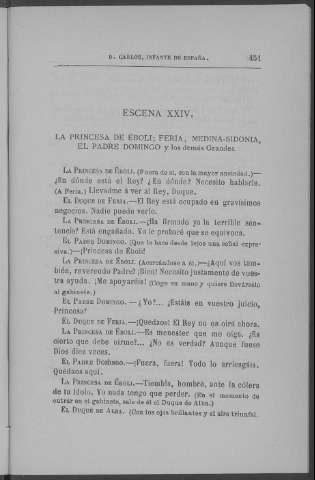 D. CARLOS, INFANTE DE ESPAÑA. 451
ESCENA XXIV.
LA PRINCESA DE ÉBOLI; FERIA, MEDINA-SIDONIA,
EL PADRE DOMINGO y los demás Grandes.
LA PRINCESA DE ÉBOLI. (Fuera de sí, con la mayor ansiedad.)—
¿En dónde está el Rey? ¿En dónde? Necesito hablarle.
(A Feria.) Llevadme á ver al Rey, Duque.
EL DUQUE DE FERIA.—El Rey está ocupado en gravísimos
negocios. Nadie puede verlo.
LA PRINCESA DE ÉBOLI.—¿Ha firmado ya la terrible sen-
tencia? Está engañado. Yo le probaré que se equivoca.
EL PADRE DOMINGO. (Que le hace desde lejos una señal expre-
siva.)—¡Princesa de Éboli!
LA PRINCESA DE ÉBOLI. (Acercándose á él.)—¿Aquí vos tam-
bién, reverendo Padre? ¡Bien! Necesito justamente de vues-
tra ayuda. ¡Me apoyaréis! (Coge su mano y quiere llevárselo
al gabinete.)
EL PADRE DOMINGO.—¿Yo?... ¿Estáis en vuestro juicio,
Princesa?
EL DUQUE DE FERIA.—¡Quedaos! El Rey no os oirá ahora.
LA PRINCESA DE ÉBOLI.—Es menester que me oiga. ¡Es
cierto que debe oirme!... ¿No es verdad? Aunque fuese
Dios diez veces.
EL PADRE DOMINGO.—¡Fuera, fuera! Todo lo arriesgáis.
Quedaos aquí.
LA PRINCESA DE ÉBOLI.—Tiembla, hombre, ante la cólera
de tu ídolo. Yo nada tengo que perder. (En el momento de
entrar en el gabinete, sale de él el Duque de Alba.)
EL DUQUE DE ALBA. (Con los ojos brillantes y el aire triunfal.